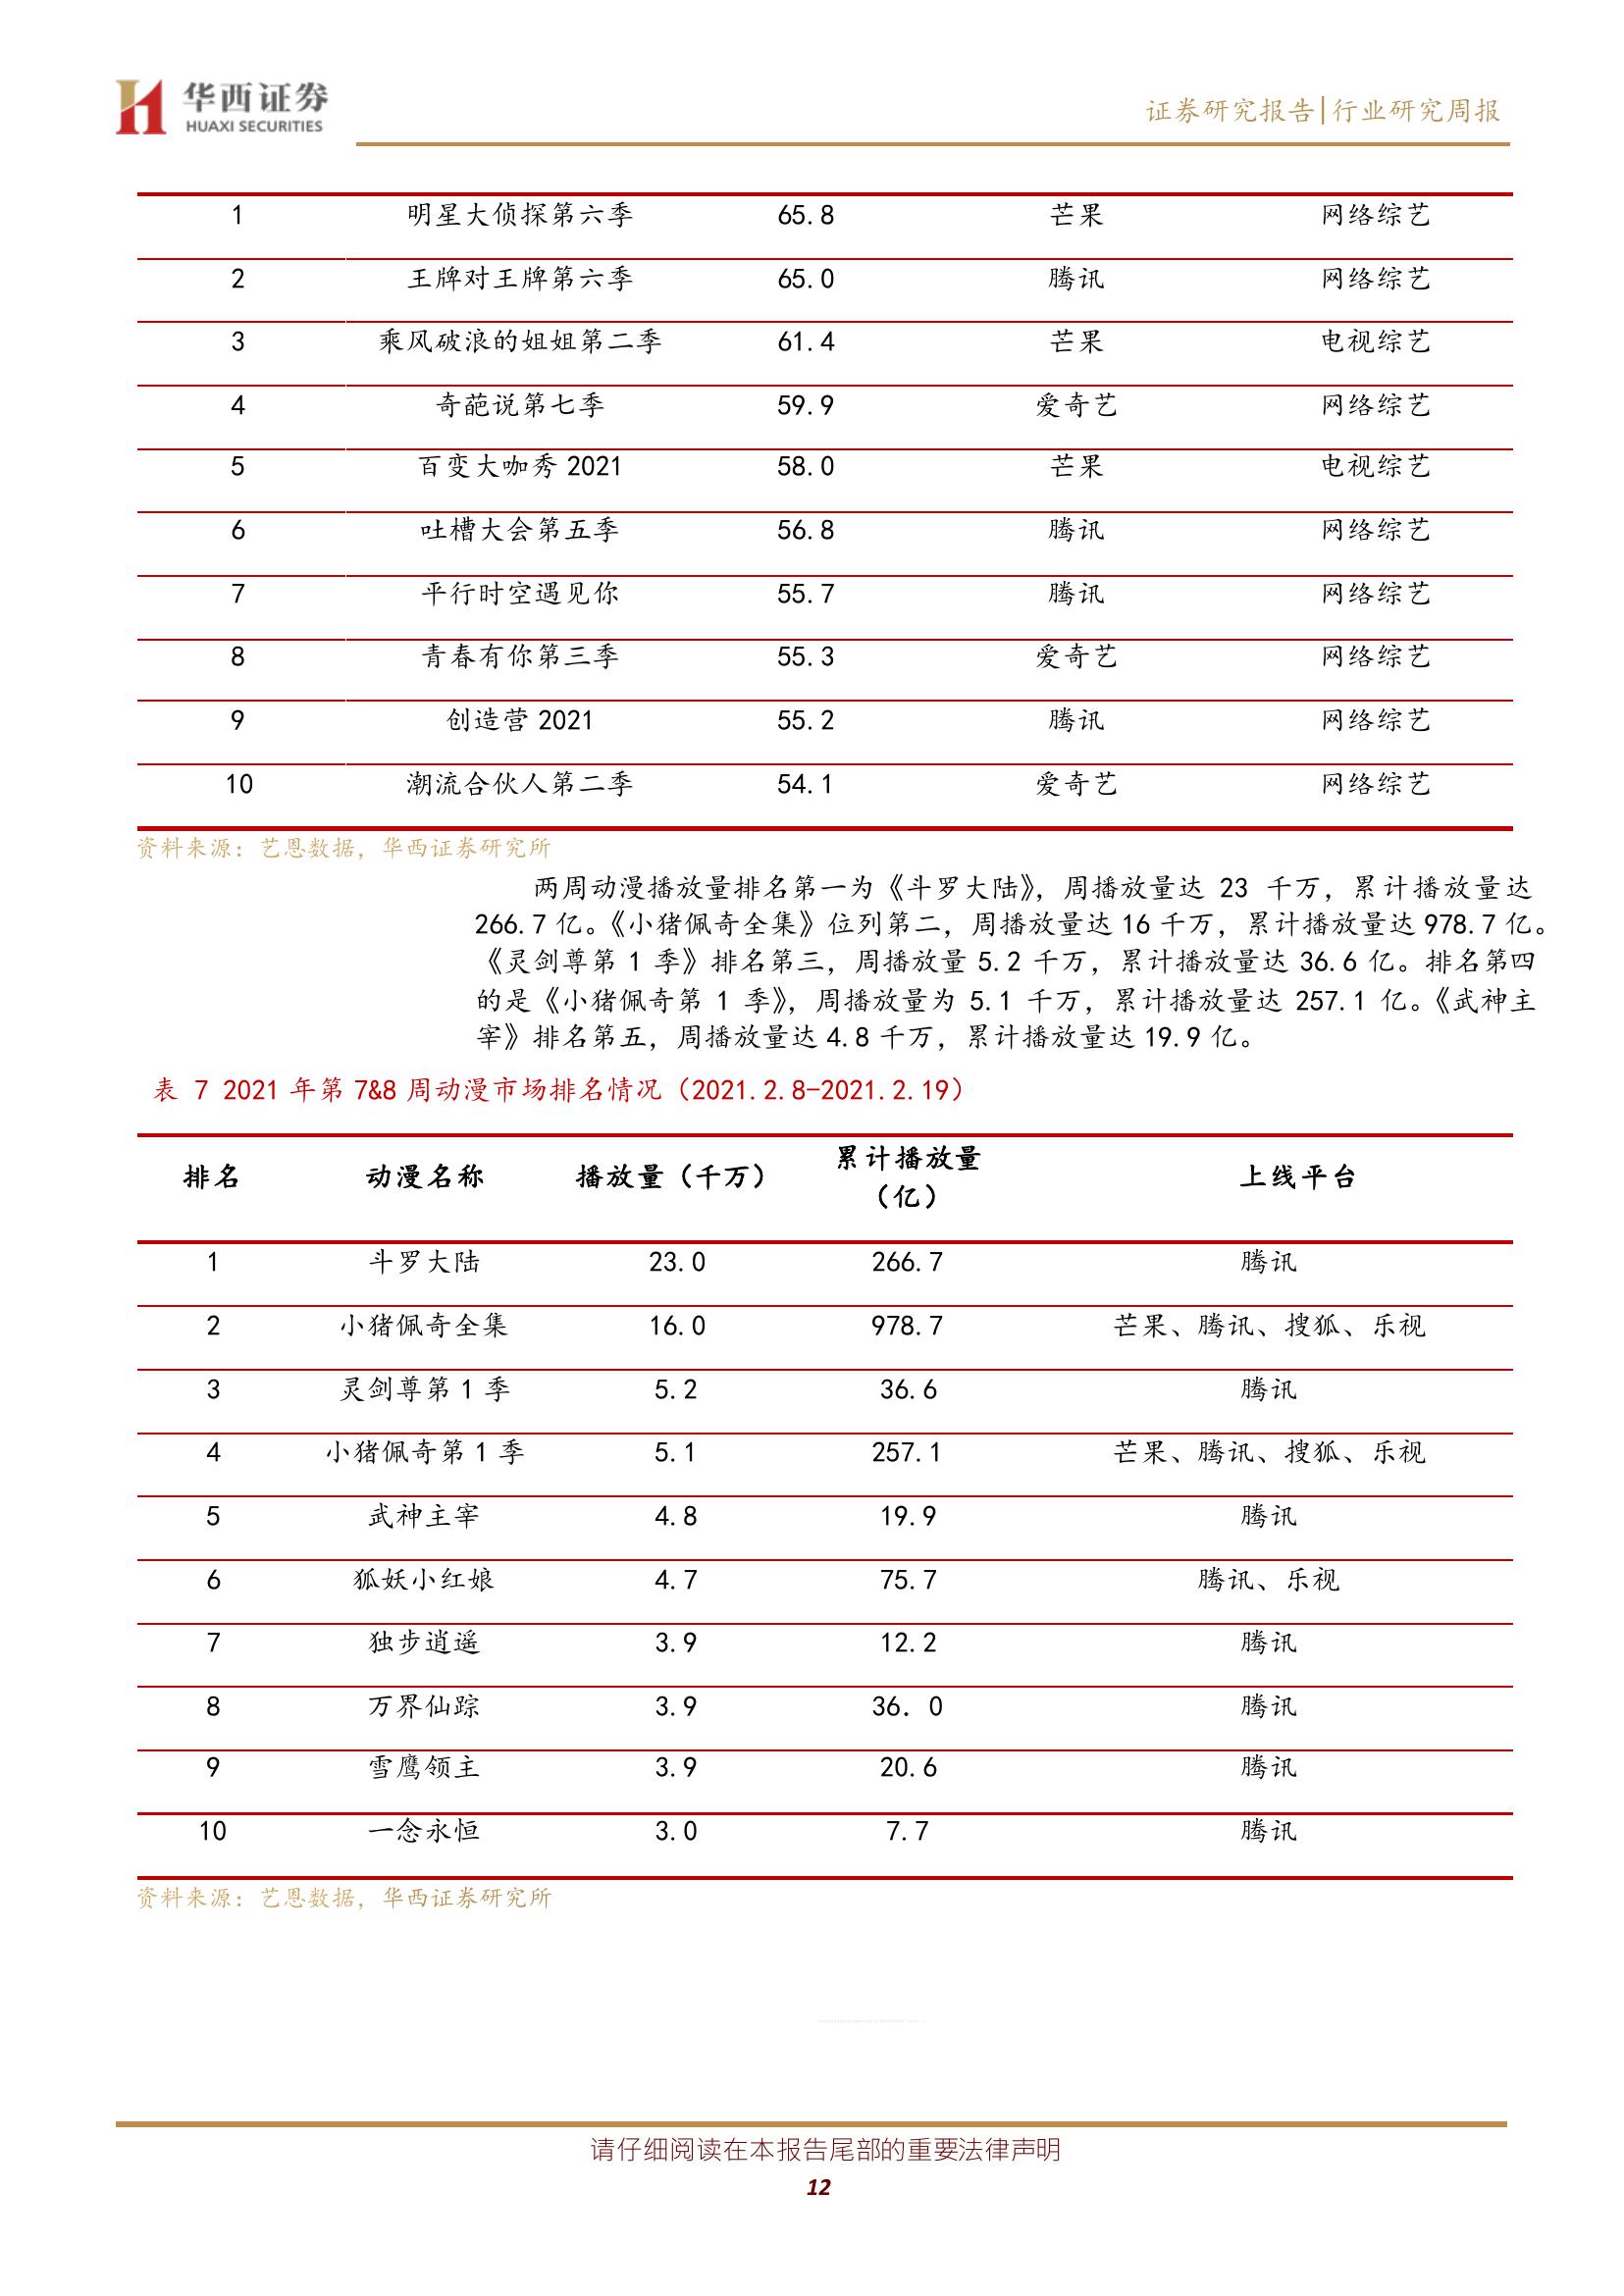 华西证券
HUAXI SECURITIES
证券研究报告|行业研究周报
1 明星大侦探第六季 65.8 芒果 网络综艺
2 王牌对王牌第六季 65.0 腾讯 网络综艺
3 乘风破浪的姐姐第二季 61.4 芒果 电视综艺
4 奇葩说第七季 59.9 爱奇艺 网络综艺
5 百变大咖秀 2021 58.0 芒果 电视综艺
6 吐槽大会第五季 56.8 腾讯 网络综艺
7 平行时空遇见你 55.7 腾讯 网络综艺
8 青春有你第三季 55.3 爱奇艺 网络综艺
9 创造营 2021 55.2 腾讯 网络综艺
10 潮流合伙人第二季 54.1 爱奇艺 网络综艺
资料来源：艺恩数据，华西证券研究所
两周动漫播放量排名第一为《斗罗大陆》，周播放量达 23 千万，累计播放量达
266.7 亿。《小猪佩奇全集》位列第二，周播放量达 16 千万，累计播放量达 978.7 亿。
《灵剑尊第 1 季》排名第三，周播放量 5.2 千万，累计播放量达 36.6 亿。排名第四
的是《小猪佩奇第 1 季》，周播放量为 5.1 千万，累计播放量达 257.1 亿。《武神主
宰》排名第五，周播放量达 4.8 千万，累计播放量达 19.9 亿。
表 7 2021 年第 7&8 周动漫市场排名情况（2021.2.8-2021.2.19）
排名 动漫名称 播放量（千万） 累计播放量 上线平台
（亿）
1 斗罗大陆 23.0 266.7 腾讯
2 小猪佩奇全集 16.0 978.7 芒果、腾讯、搜狐、乐视
3 灵剑尊第 1 季 5.2 36.6 腾讯
4 小猪佩奇第 1 季 5.1 257.1 芒果、腾讯、搜狐、乐视
5 武神主宰 4.8 19.9 腾讯
6 狐妖小红娘 4.7 75.7 腾讯、乐视
7 独步逍遥 3.9 12.2 腾讯
8 万界仙踪 3.9 36. 0 腾讯
9 雪鹰领主 3.9 20.6 腾讯
10 一念永恒 3.0 7.7 腾讯
资料来源：艺恩数据，华西证券研究所
请仔细阅读在本报告尾部的重要法律声明
12